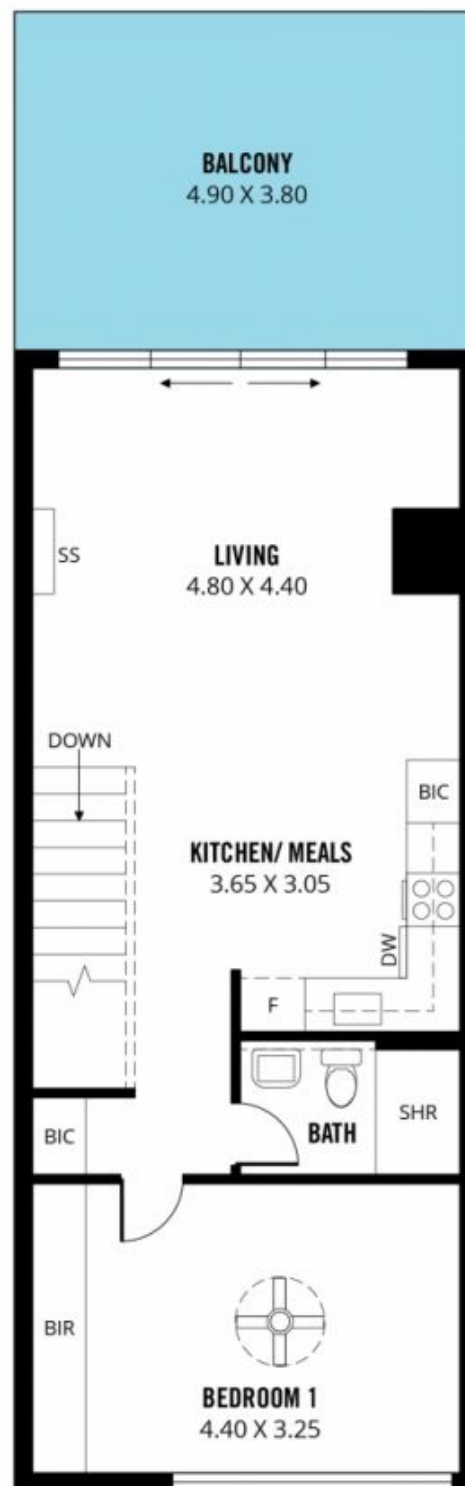 BALCONY
4.90 X 3.80
SS
LIVING
4.80 X 4.40
DOWN
BIC
KITCHEN/ MEALS
3.65 X 3.05
DW
F
BIC
BATH
SHR
BIR
BEDROOM 1
4.40 X 3.25